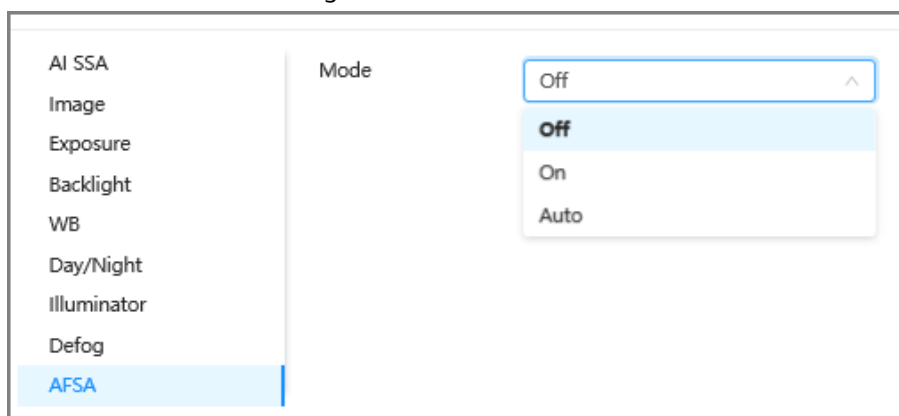 AI SSA
Image
Exposure
Backlight
WB
Day/Night
Illuminator
Defog
AFSA
Mode
Off
Off
On
Auto